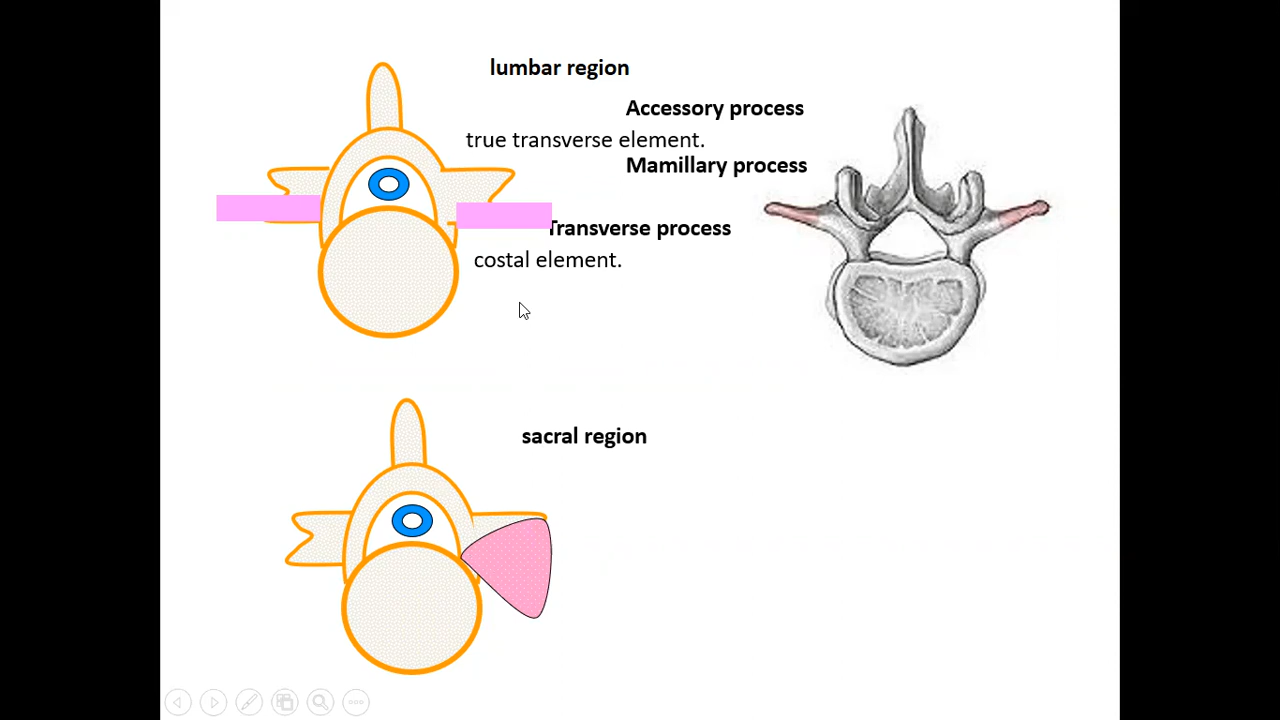 lumbar region
Accessory process
true transverse element.
Mamillary process
Transverse process
costal element.
sacral region